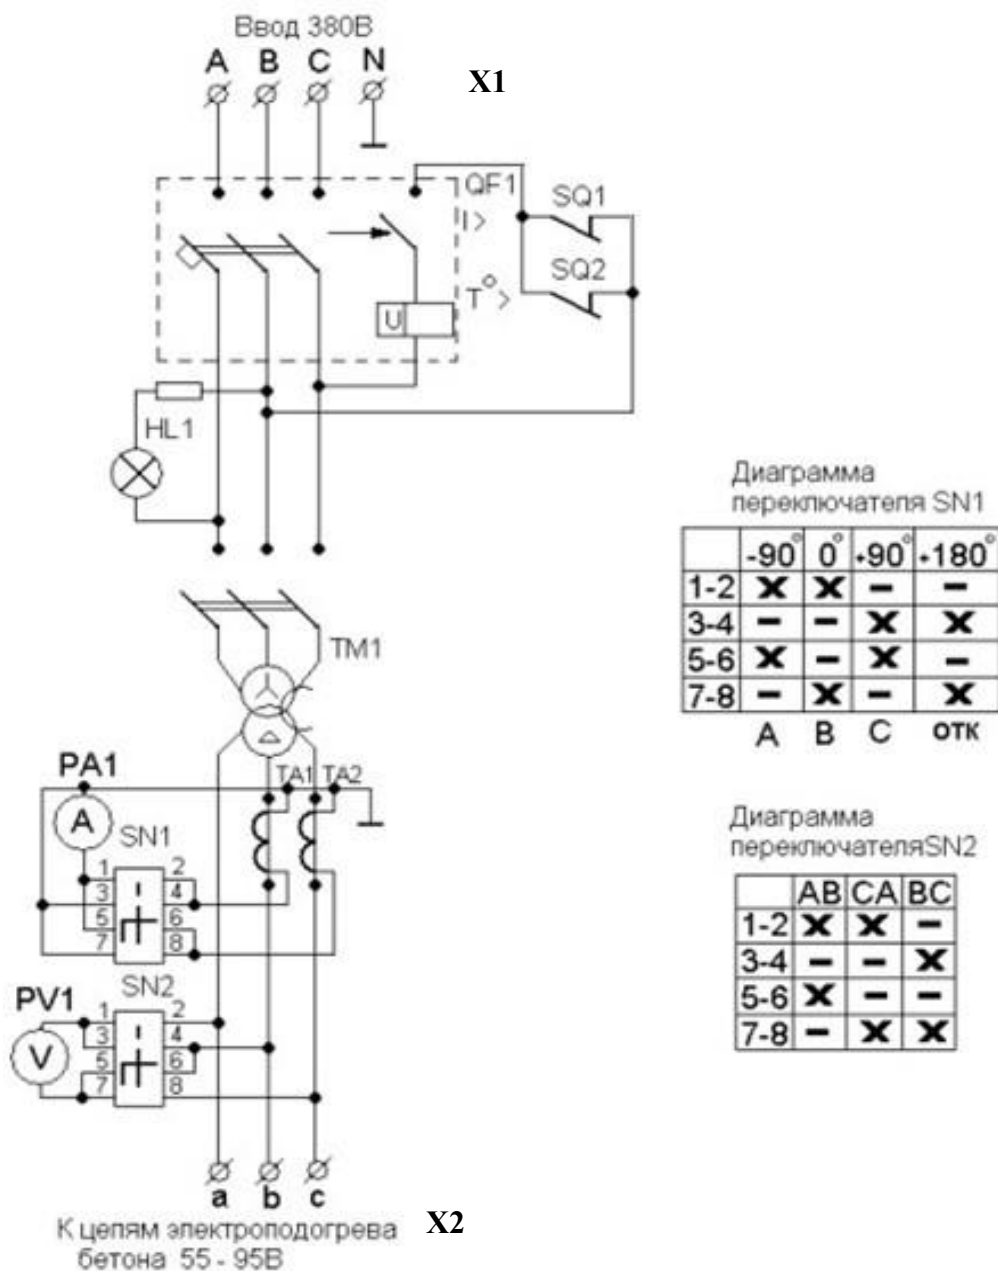 Ввод 380В
A B C N
X1
QF1
I>
T°>
SQ1
SQ2
U
HL1
TM1
Диаграмма
переключателя SN1
-90° 0° +90° +180°
1-2 X X – –
3-4 – – X X
5-6 X – X –
7-8 – X – X
A B C ОТК
PA1
TA1 TA2
A
SN1
1 2
3 4
5 6
7 8
Диаграмма
переключателяSN2
AB CA BC
1-2 X X –
3-4 – – X
5-6 X – –
7-8 – X X
SN2
PV1
V
1 2
3 4
5 6
7 8
a b c
К цепям электроподогрева
бетона 55 - 95В
X2